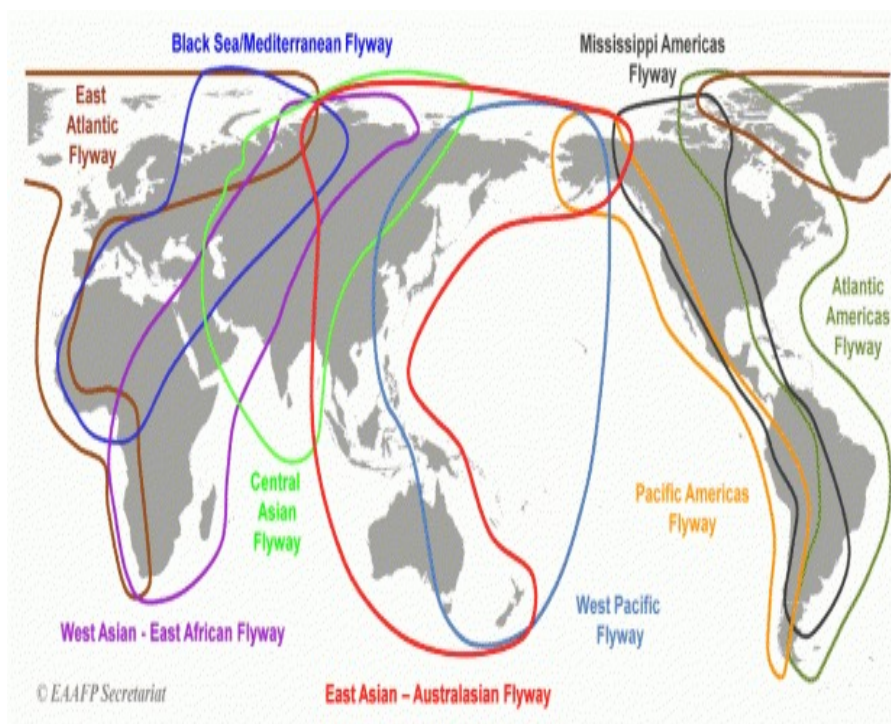 Black Sea/Mediterranean Flyway
Mississippi Americas
Flyway
East
Atlantic
Flyway
Atlantic
Americas
Flyway
Central
Asian
Flyway
Pacific Americas
Flyway
West Asian - East African Flyway
West Pacific
Flyway
© EAAFP Secretariat
East Asian – Australasian Flyway